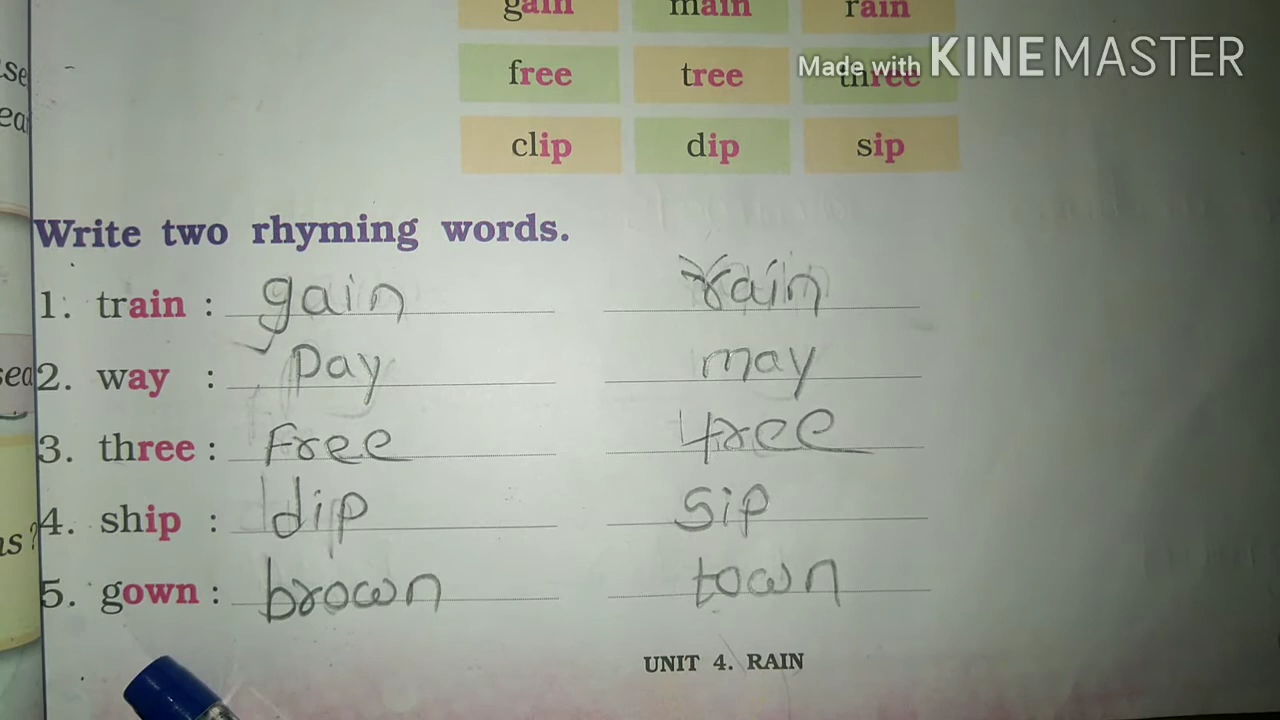 gain main rain
free tree three
Made with KINEMASTER
clip dip sip
Write two rhyming words.
1. train : gain rain
2. way : Pay may
3. three : Free tree
4. ship : dip sip
5. gown : brown town
UNIT 4. RAIN